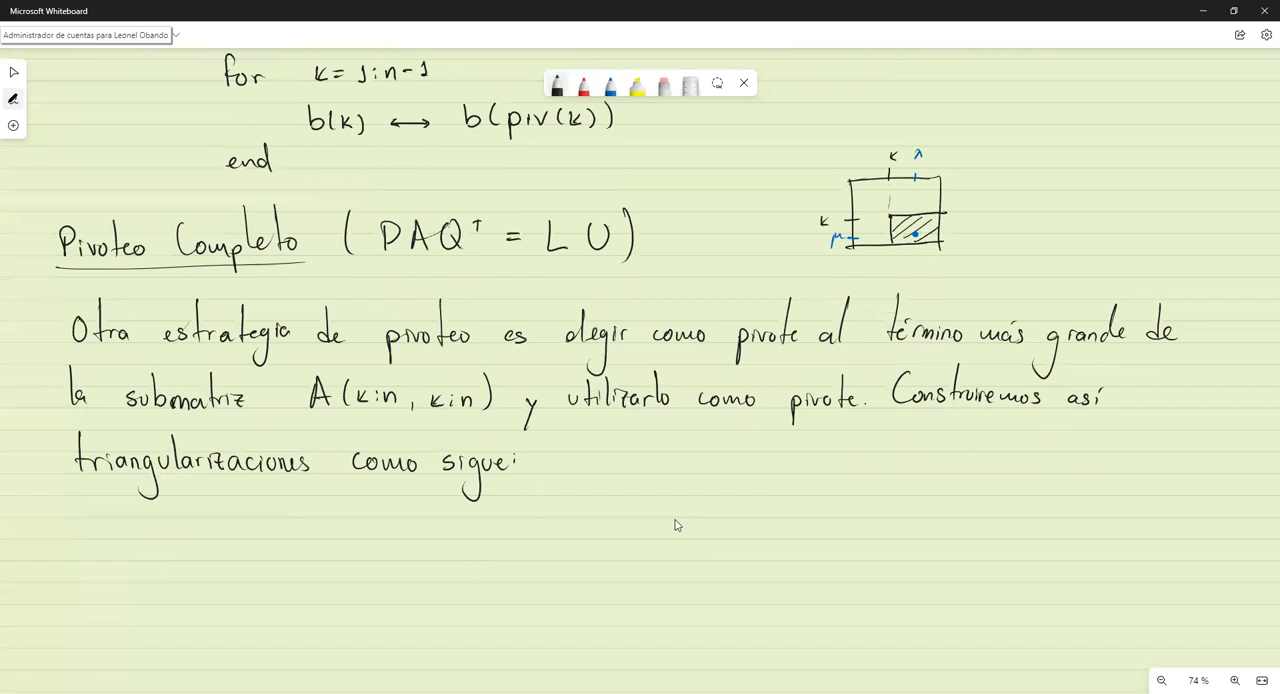 Microsoft Whiteboard
Administrador de cuentas para Leonel Obando
for k = 1:n-1
b(k) ↔ b(piv(k))
end
k λ
k
μ
Pivoteo Completo ( PAQᵀ = L U )
Otra estrategia de pivoteo es elegir como pivote al término más grande de
la submatriz A(k:n, k:n) y utilizarlo como pivote. Construiremos así
triangularizaciones como sigue:
74 %